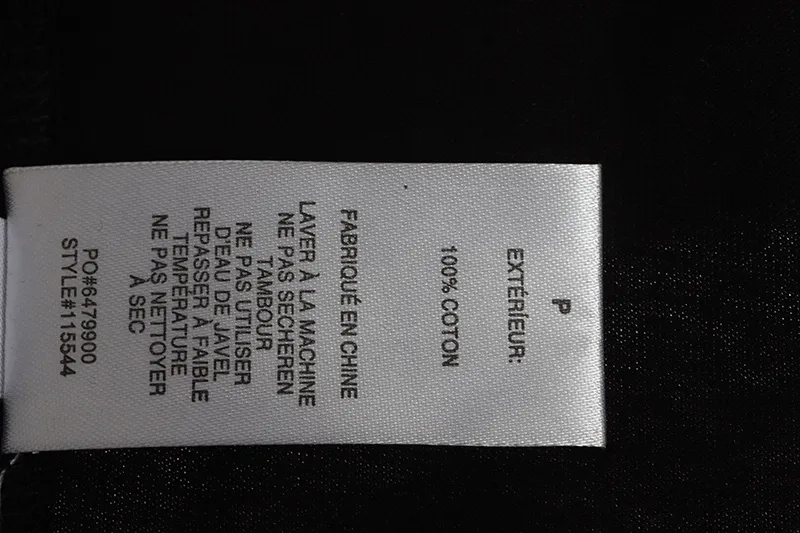 P
EXTÉRÍEUR:
100% COTON
FABRIQUÉ EN CHINE
LAVER À LA MACHINE
NE PAS SECHEREN
TAMBOUR
NE PAS UTILISER
D'EAU DE JAVEL
REPASSER À FAIBLE
TEMPÉRATURE
NE PAS NETTOYER
À SEC
PO#6479900
STYLE#115544